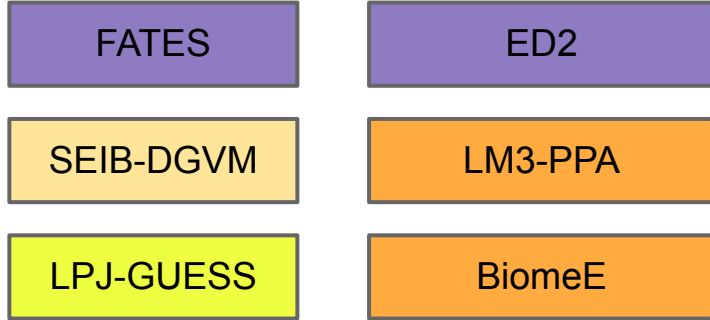 FATES
ED2
SEIB-DGVM
LM3-PPA
LPJ-GUESS
BiomeE